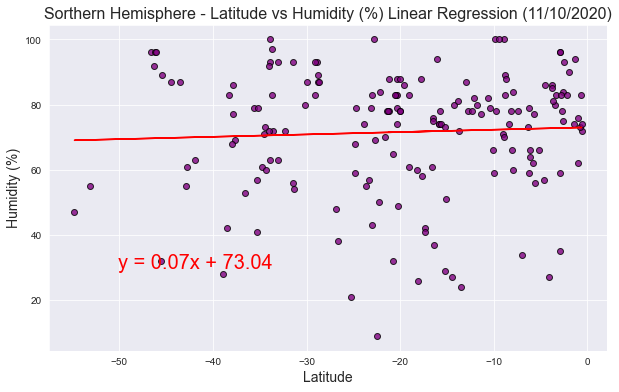 Sorthern Hemisphere - Latitude vs Humidity (%) Linear Regression (11/10/2020)
100
80
60
40
20
Humidity (%)
y = 0.07x + 73.04
−50
−40
−30
−20
−10
0
Latitude